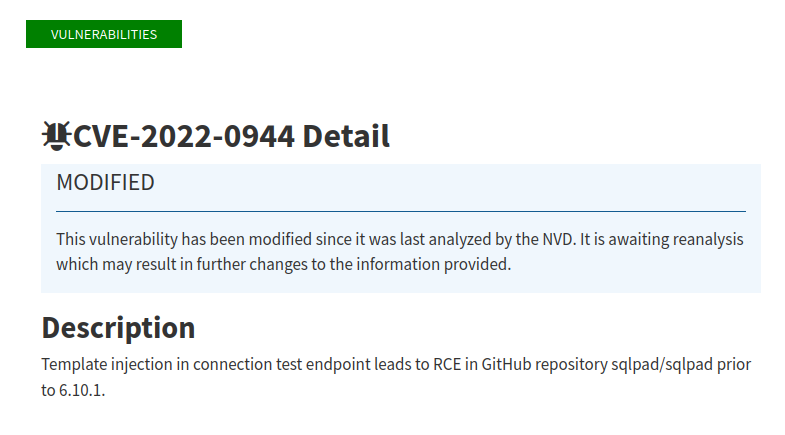 VULNERABILITIES
CVE-2022-0944 Detail
MODIFIED
This vulnerability has been modified since it was last analyzed by the NVD. It is awaiting reanalysis
which may result in further changes to the information provided.
Description
Template injection in connection test endpoint leads to RCE in GitHub repository sqlpad/sqlpad prior
to 6.10.1.